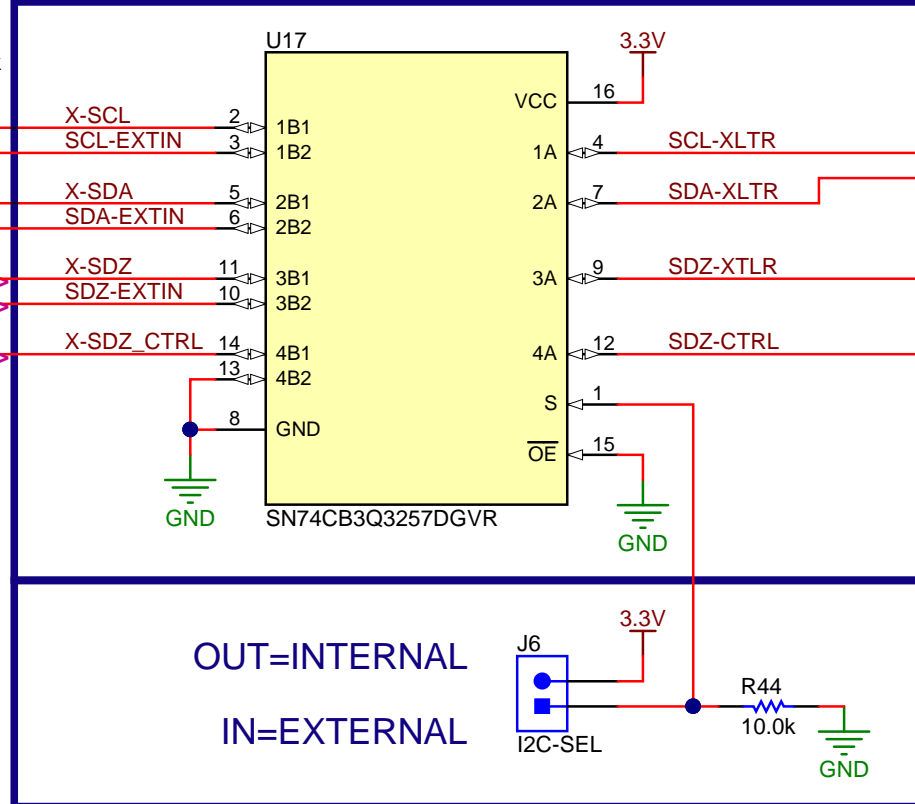 U17
3.3V
VCC
16
X-SCL
2
1B1
SCL-EXTIN
3
1B2
1A
4
SCL-XLTR
X-SDA
5
2B1
2A
7
SDA-XLTR
SDA-EXTIN
6
2B2
X-SDZ
11
3B1
3A
9
SDZ-XTLR
SDZ-EXTIN
10
3B2
X-SDZ_CTRL
14
4B1
4A
12
SDZ-CTRL
13
4B2
S
1
8
GND
OE
15
GND
SN74CB3Q3257DGVR
GND
3.3V
J6
OUT=INTERNAL
R44
IN=EXTERNAL
10.0k
I2C-SEL
GND